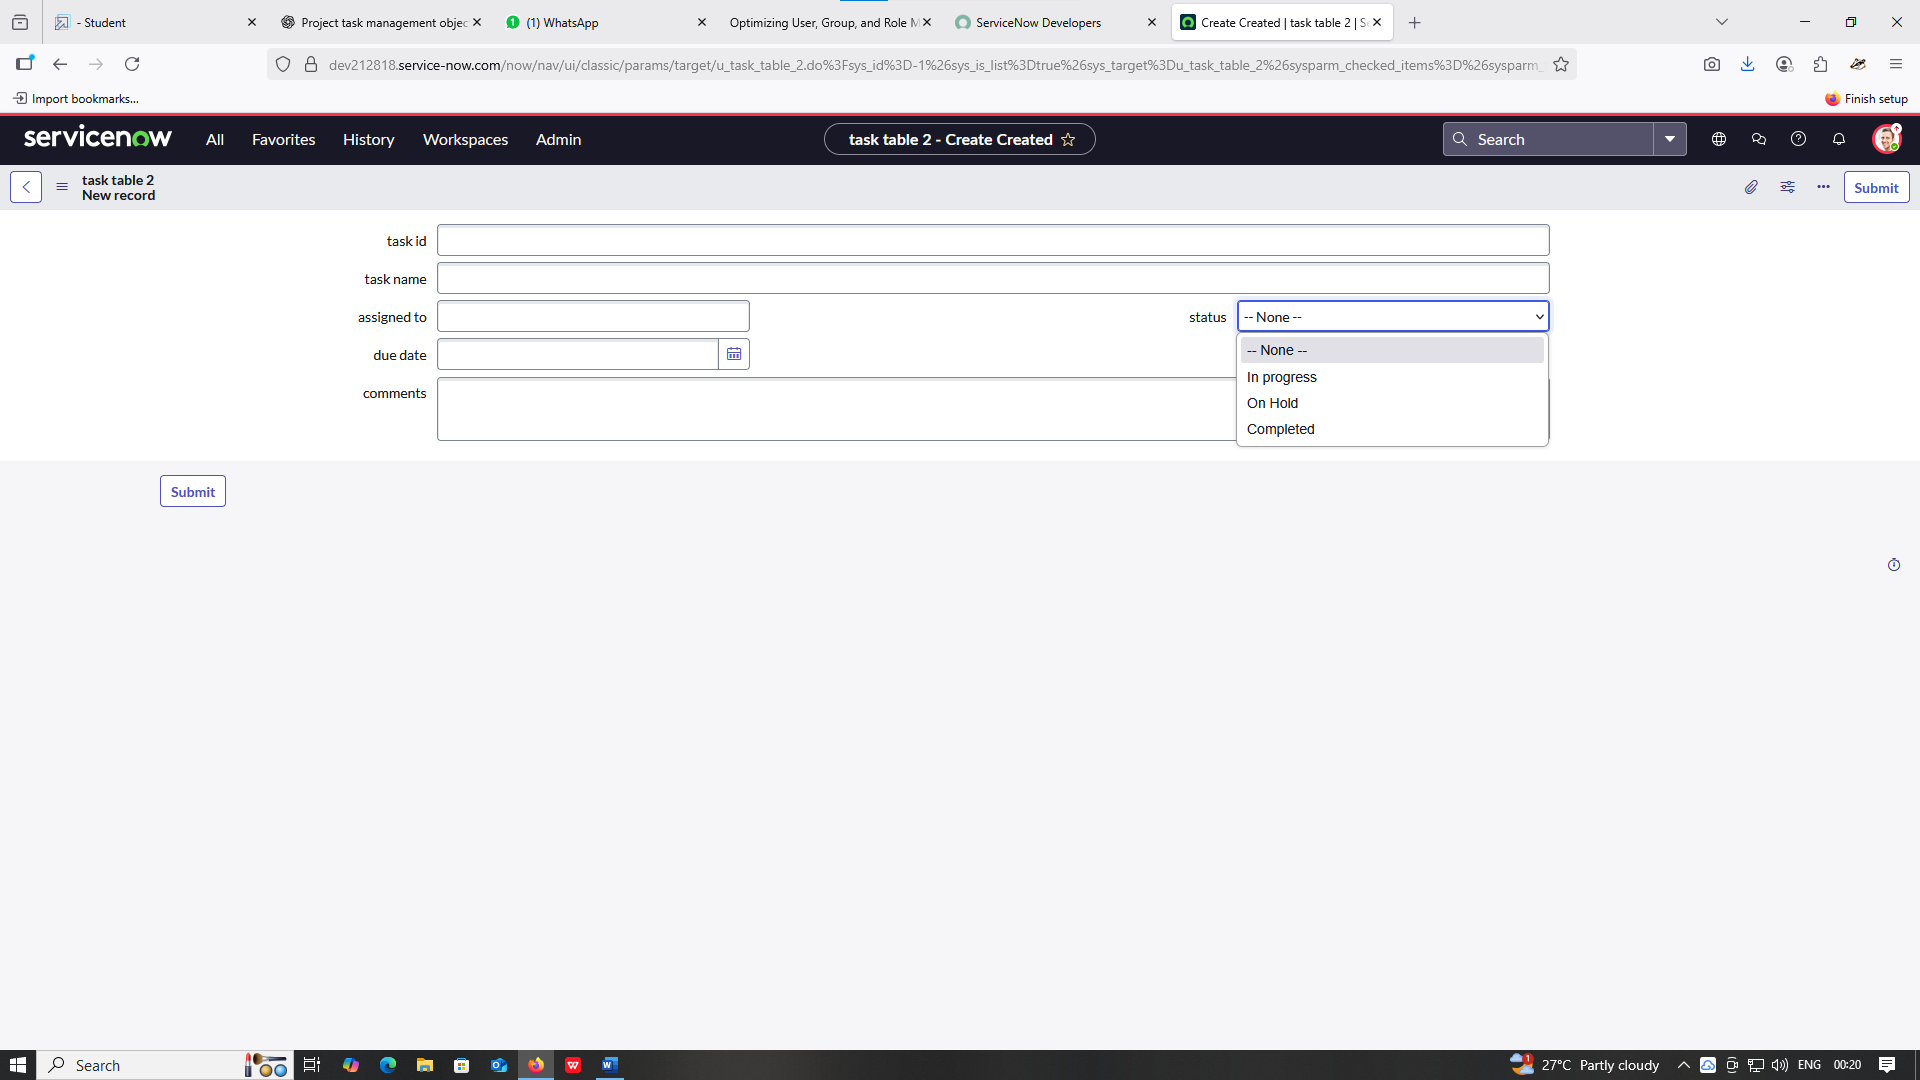 - Student
Project task management objec
(1) WhatsApp
Optimizing User, Group, and Role M
ServiceNow Developers
Create Created | task table 2 | S
dev212818.service-now.com/now/nav/ui/classic/params/target/u_task_table_2.do%3Fsys_id%3D-1%26sys_is_list%3Dtrue%26sys_target%3Du_task_table_2%26sysparm_checked_items%3D%26sysparm_
Import bookmarks...
Finish setup
servicenow
All
Favorites
History
Workspaces
Admin
task table 2 - Create Created
Search
task table 2
New record
Submit
task id
task name
assigned to
status
-- None --
due date
-- None --
In progress
On Hold
Completed
comments
Submit
Search
27°C Partly cloudy
ENG
00:20